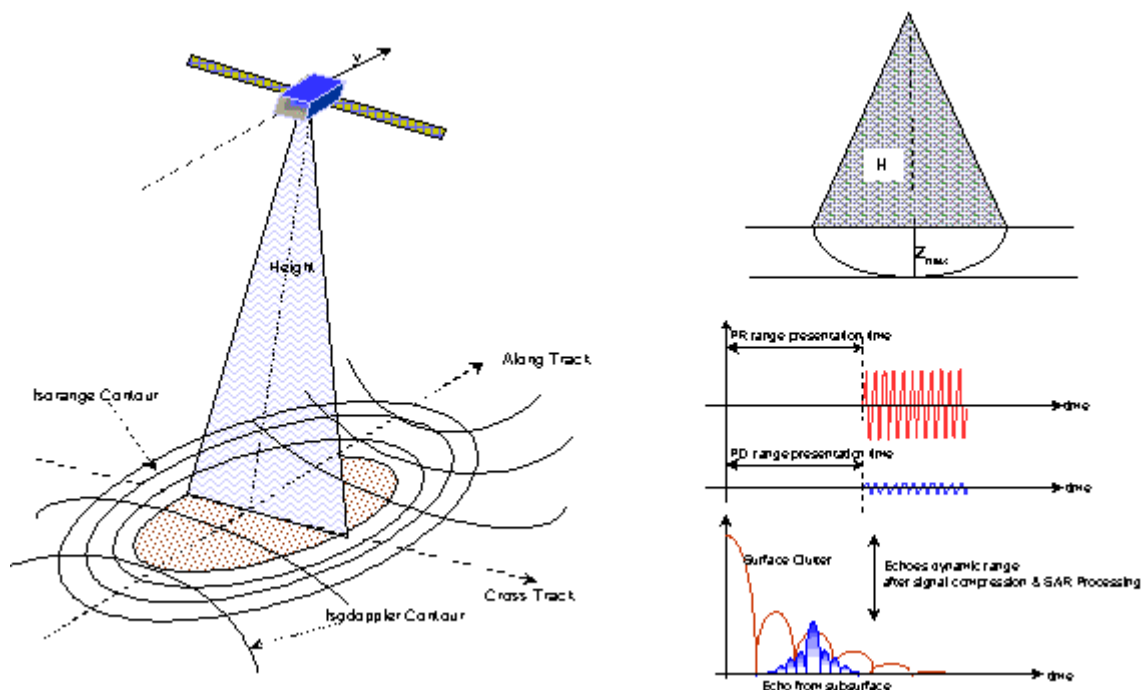 v
Height
Along Track
Isorange Contour
Cross Track
Isodoppler Contour
H
Zmax
PR range presentation time
time
PD range presentation time
time
Surface Clutter
Echoes dynamic range
after signal compression & SAR Processing
time
Echo from subsurface